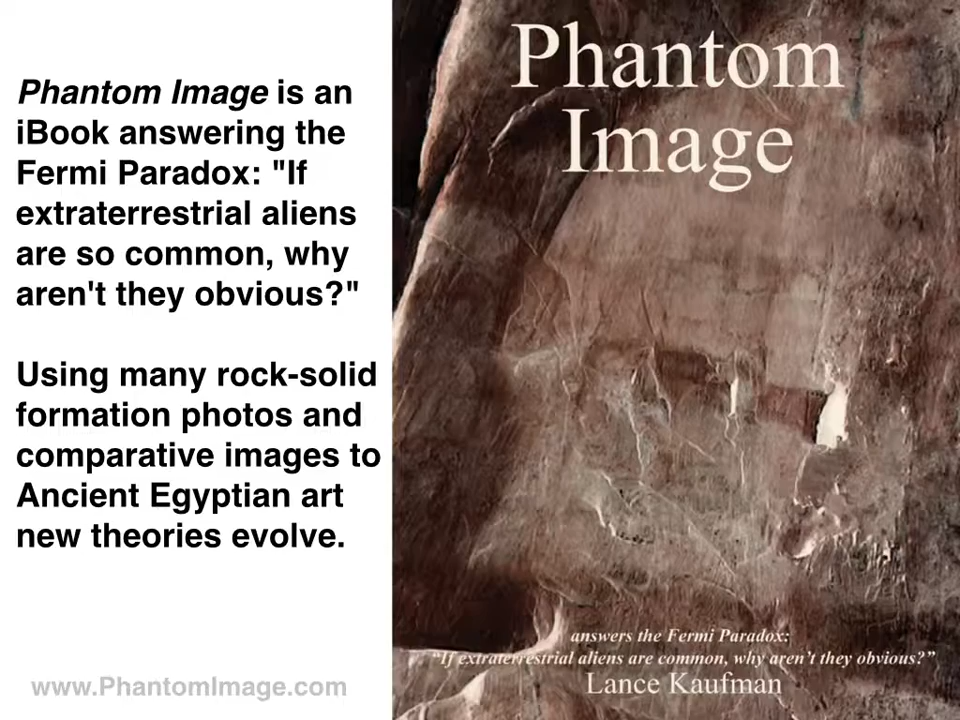 Phantom Image is an
iBook answering the
Fermi Paradox: "If
extraterrestrial aliens
are so common, why
aren't they obvious?"
Using many rock-solid
formation photos and
comparative images to
Ancient Egyptian art
new theories evolve.
www.PhantomImage.com
Phantom
Image
answers the Fermi Paradox:
“If extraterrestrial aliens are common, why aren’t they obvious?”
Lance Kaufman